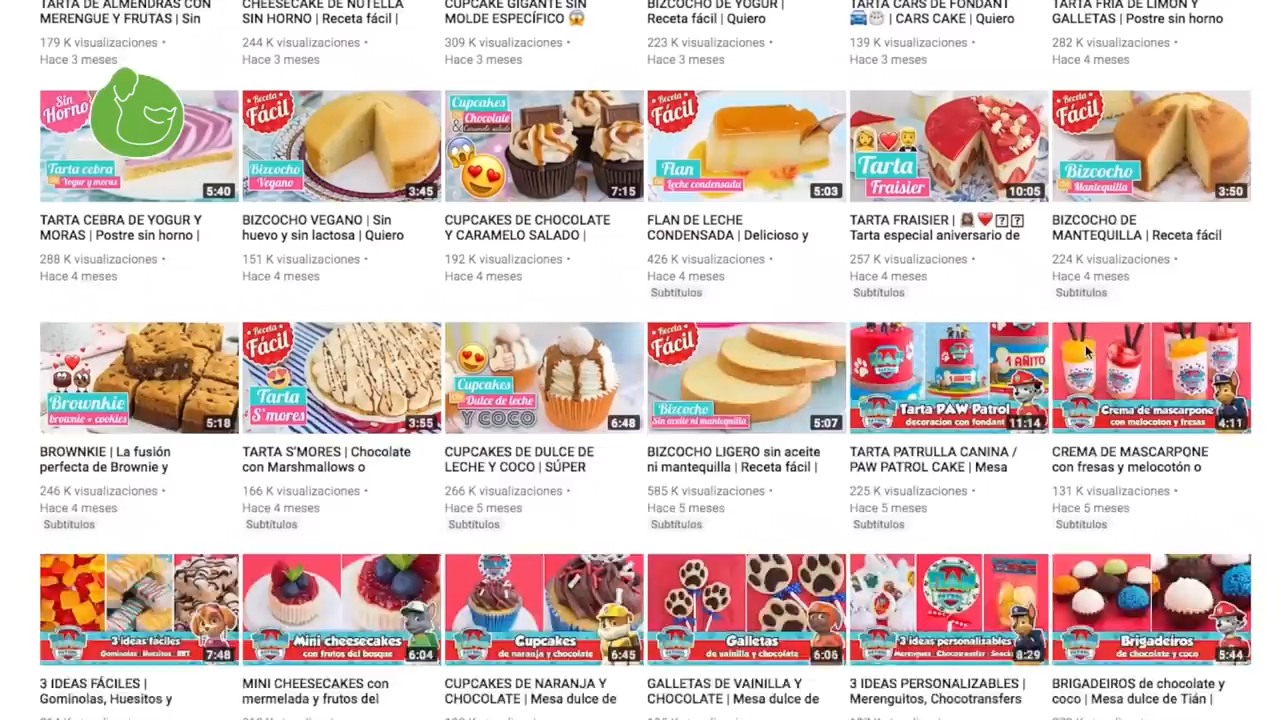 TARTA DE ALMENDRAS CON
MERENGUE Y FRUTAS | Sin
179 K visualizaciones •
Hace 3 meses
CHEESECAKE DE NUTELLA
SIN HORNO | Receta fácil |
244 K visualizaciones •
Hace 3 meses
CUPCAKE GIGANTE SIN
MOLDE ESPECÍFICO 😱
309 K visualizaciones •
Hace 3 meses
BIZCOCHO DE YOGUR |
Receta fácil | Quiero
223 K visualizaciones •
Hace 3 meses
TARTA CARS DE FONDANT
🚘🎂 | CARS CAKE | Quiero
139 K visualizaciones •
Hace 3 meses
TARTA FRÍA DE LIMÓN Y
GALLETAS | Postre sin horno
282 K visualizaciones •
Hace 4 meses
Sin
Horno
Tarta cebra
Yogur y moras
5:40
Receta
Fácil
Bizcocho
Vegano
3:45
Cupcakes
Chocolate
& Caramelo salado
7:15
Receta
Fácil
Flan
Leche condensada
5:03
Tarta
Fraisier
10:05
Receta
Fácil
Bizcocho
Mantequilla
3:50
TARTA CEBRA DE YOGUR Y
MORAS | Postre sin horno |
288 K visualizaciones •
Hace 4 meses
BIZCOCHO VEGANO | Sin
huevo y sin lactosa | Quiero
151 K visualizaciones •
Hace 4 meses
CUPCAKES DE CHOCOLATE
Y CARAMELO SALADO |
192 K visualizaciones •
Hace 4 meses
FLAN DE LECHE
CONDENSADA | Delicioso y
426 K visualizaciones •
Hace 4 meses
Subtítulos
TARTA FRAISIER |
Tarta especial aniversario de
257 K visualizaciones •
Hace 4 meses
Subtítulos
BIZCOCHO DE
MANTEQUILLA | Receta fácil
224 K visualizaciones •
Hace 4 meses
Subtítulos
Brownkie
brownie + cookies
5:18
Receta
Fácil
Tarta
S'mores
3:55
Cupcakes
Dulce de leche
Y COCO
6:48
Receta
Fácil
Bizcocho
Sin aceite ni mantequilla
5:07
1 AÑITO
1 AÑITO
Tarta PAW Patrol
decoracion con fondant
11:14
Crema de mascarpone
con melocoton y fresas
4:11
BROWNKIE | La fusión
perfecta de Brownie y
246 K visualizaciones •
Hace 4 meses
Subtítulos
TARTA S'MORES | Chocolate
con Marshmallows o
166 K visualizaciones •
Hace 4 meses
Subtítulos
CUPCAKES DE DULCE DE
LECHE Y COCO | SÚPER
266 K visualizaciones •
Hace 5 meses
Subtítulos
BIZCOCHO LIGERO sin aceite
ni mantequilla | Receta fácil |
585 K visualizaciones •
Hace 5 meses
Subtítulos
TARTA PATRULLA CANINA /
PAW PATROL CAKE | Mesa
225 K visualizaciones •
Hace 5 meses
Subtítulos
CREMA DE MASCARPONE
con fresas y melocotón o
131 K visualizaciones •
Hace 5 meses
Subtítulos
3 ideas fáciles
Gominolas, Huesitos y
7:48
Mini cheesecakes
con frutos del bosque
6:04
Cupcakes
de naranja y chocolate
6:45
Galletas
de vainilla y chocolate
6:06
3 ideas personalizables
8:29
Brigadeiros
de chocolate y coco
5:44
3 IDEAS FÁCILES |
Gominolas, Huesitos y
MINI CHEESECAKES con
mermelada y frutos del
CUPCAKES DE NARANJA Y
CHOCOLATE | Mesa dulce de
GALLETAS DE VAINILLA Y
CHOCOLATE | Mesa dulce de
3 IDEAS PERSONALIZABLES |
Merenguitos, Chocotransfers
BRIGADEIROS de chocolate y
coco | Mesa dulce de Tián |